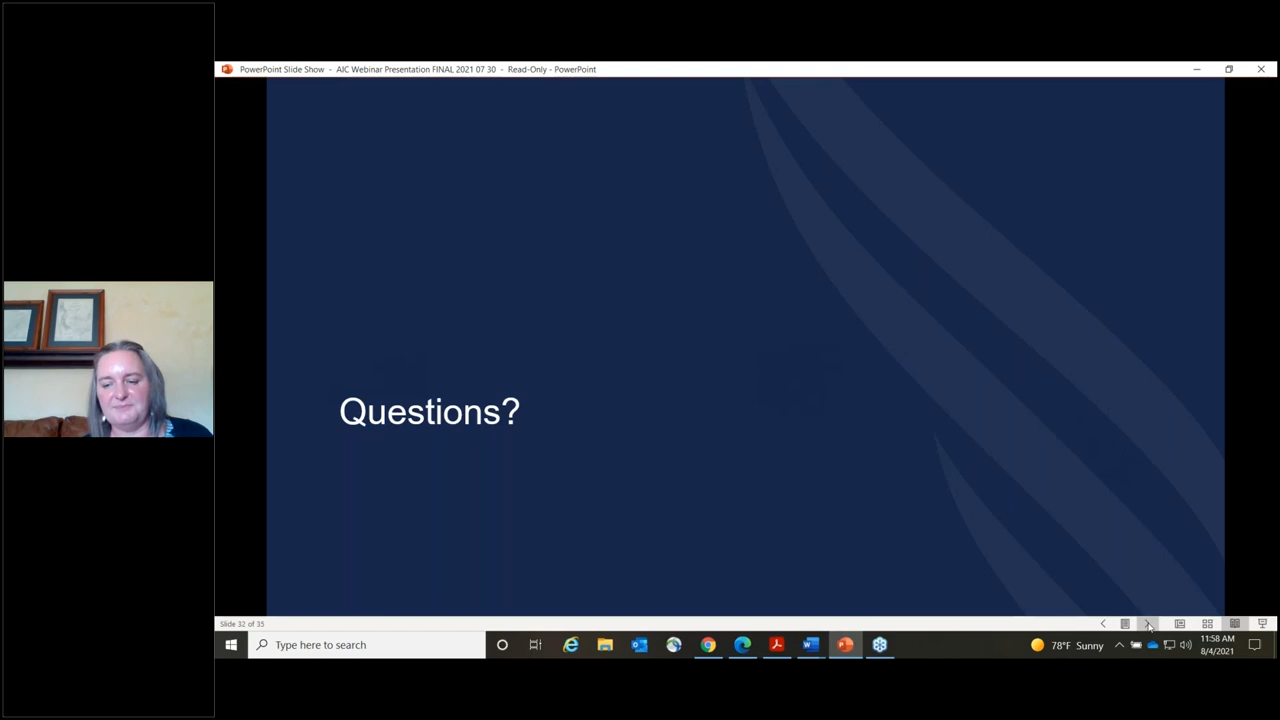 PowerPoint Slide Show - AIC Webinar Presentation FINAL 2021 07 30 - Read-Only - PowerPoint
Questions?
Slide 32 of 35
Type here to search
78°F Sunny
11:58 AM
8/4/2021